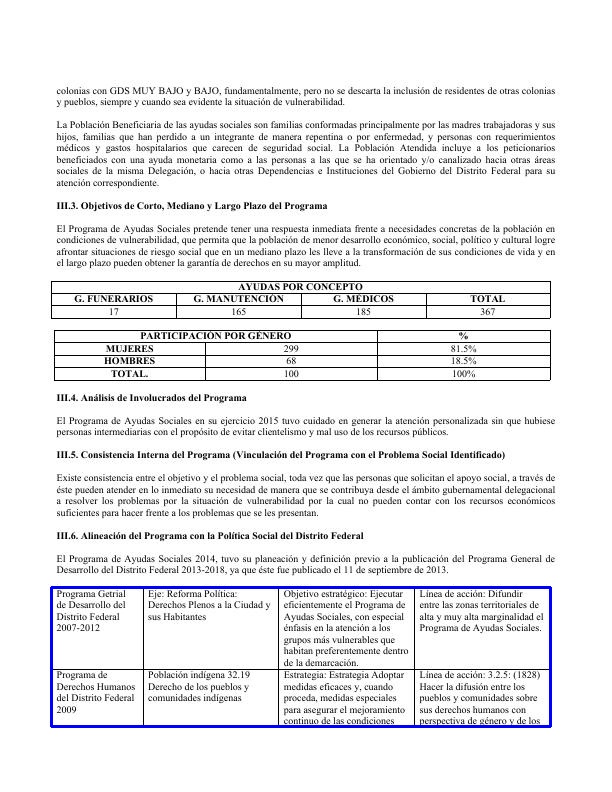 colonias con GDS MUY BAJO y BAJO, fundamentalmente, pero no se descarta la inclusión de residentes de otras colonias
y pueblos, siempre y cuando sea evidente la situación de vulnerabilidad.
La Población Beneficiaria de las ayudas sociales son familias conformadas principalmente por las madres trabajadoras y sus
hijos, familias que han perdido a un integrante de manera repentina o por enfermedad, y personas con requerimientos
médicos y gastos hospitalarios que carecen de seguridad social. La Población Atendida incluye a los peticionarios
beneficiados con una ayuda monetaria como a las personas a las que se ha orientado y/o canalizado hacia otras áreas
sociales de la misma Delegación, o hacia otras Dependencias e Instituciones del Gobierno del Distrito Federal para su
atención correspondiente.
III.3. Objetivos de Corto, Mediano y Largo Plazo del Programa
El Programa de Ayudas Sociales pretende tener una respuesta inmediata frente a necesidades concretas de la población en
condiciones de vulnerabilidad, que permita que la población de menor desarrollo económico, social, político y cultural logre
afrontar situaciones de riesgo social que en un mediano plazo les lleve a la transformación de sus condiciones de vida y en
el largo plazo pueden obtener la garantía de derechos en su mayor amplitud.
AYUDAS POR CONCEPTO
G. FUNERARIOS G. MANUTENCIÓN G. MÉDICOS TOTAL
17 165 185 367
PARTICIPACIÓN POR GÉNERO %
MUJERES 299 81.5%
HOMBRES 68 18.5%
TOTAL. 100 100%
III.4. Análisis de Involucrados del Programa
El Programa de Ayudas Sociales en su ejercicio 2015 tuvo cuidado en generar la atención personalizada sin que hubiese
personas intermediarias con el propósito de evitar clientelismo y mal uso de los recursos públicos.
III.5. Consistencia Interna del Programa (Vinculación del Programa con el Problema Social Identificado)
Existe consistencia entre el objetivo y el problema social, toda vez que las personas que solicitan el apoyo social, a través de
éste pueden atender en lo inmediato su necesidad de manera que se contribuya desde el ámbito gubernamental delegacional
a resolver los problemas por la situación de vulnerabilidad por la cual no pueden contar con los recursos económicos
suficientes para hacer frente a los problemas que se les presentan.
III.6. Alineación del Programa con la Política Social del Distrito Federal
El Programa de Ayudas Sociales 2014, tuvo su planeación y definición previo a la publicación del Programa General de
Desarrollo del Distrito Federal 2013-2018, ya que éste fue publicado el 11 de septiembre de 2013.
Programa Getrial
de Desarrollo del
Distrito Federal
2007-2012
Eje: Reforma Política:
Derechos Plenos a la Ciudad y
sus Habitantes
Objetivo estratégico: Ejecutar
eficientemente el Programa de
Ayudas Sociales, con especial
énfasis en la atención a los
grupos más vulnerables que
habitan preferentemente dentro
de la demarcación.
Línea de acción: Difundir
entre las zonas territoriales de
alta y muy alta marginalidad el
Programa de Ayudas Sociales.
Programa de
Derechos Humanos
del Distrito Federal
2009
Población indígena 32.19
Derecho de los pueblos y
comunidades indígenas
Estrategia: Estrategia Adoptar
medidas eficaces y, cuando
proceda, medidas especiales
para asegurar el mejoramiento
continuo de las condiciones
Línea de acción: 3.2.5: (1828)
Hacer la difusión entre los
pueblos y comunidades sobre
sus derechos humanos con
perspectiva de género y de los